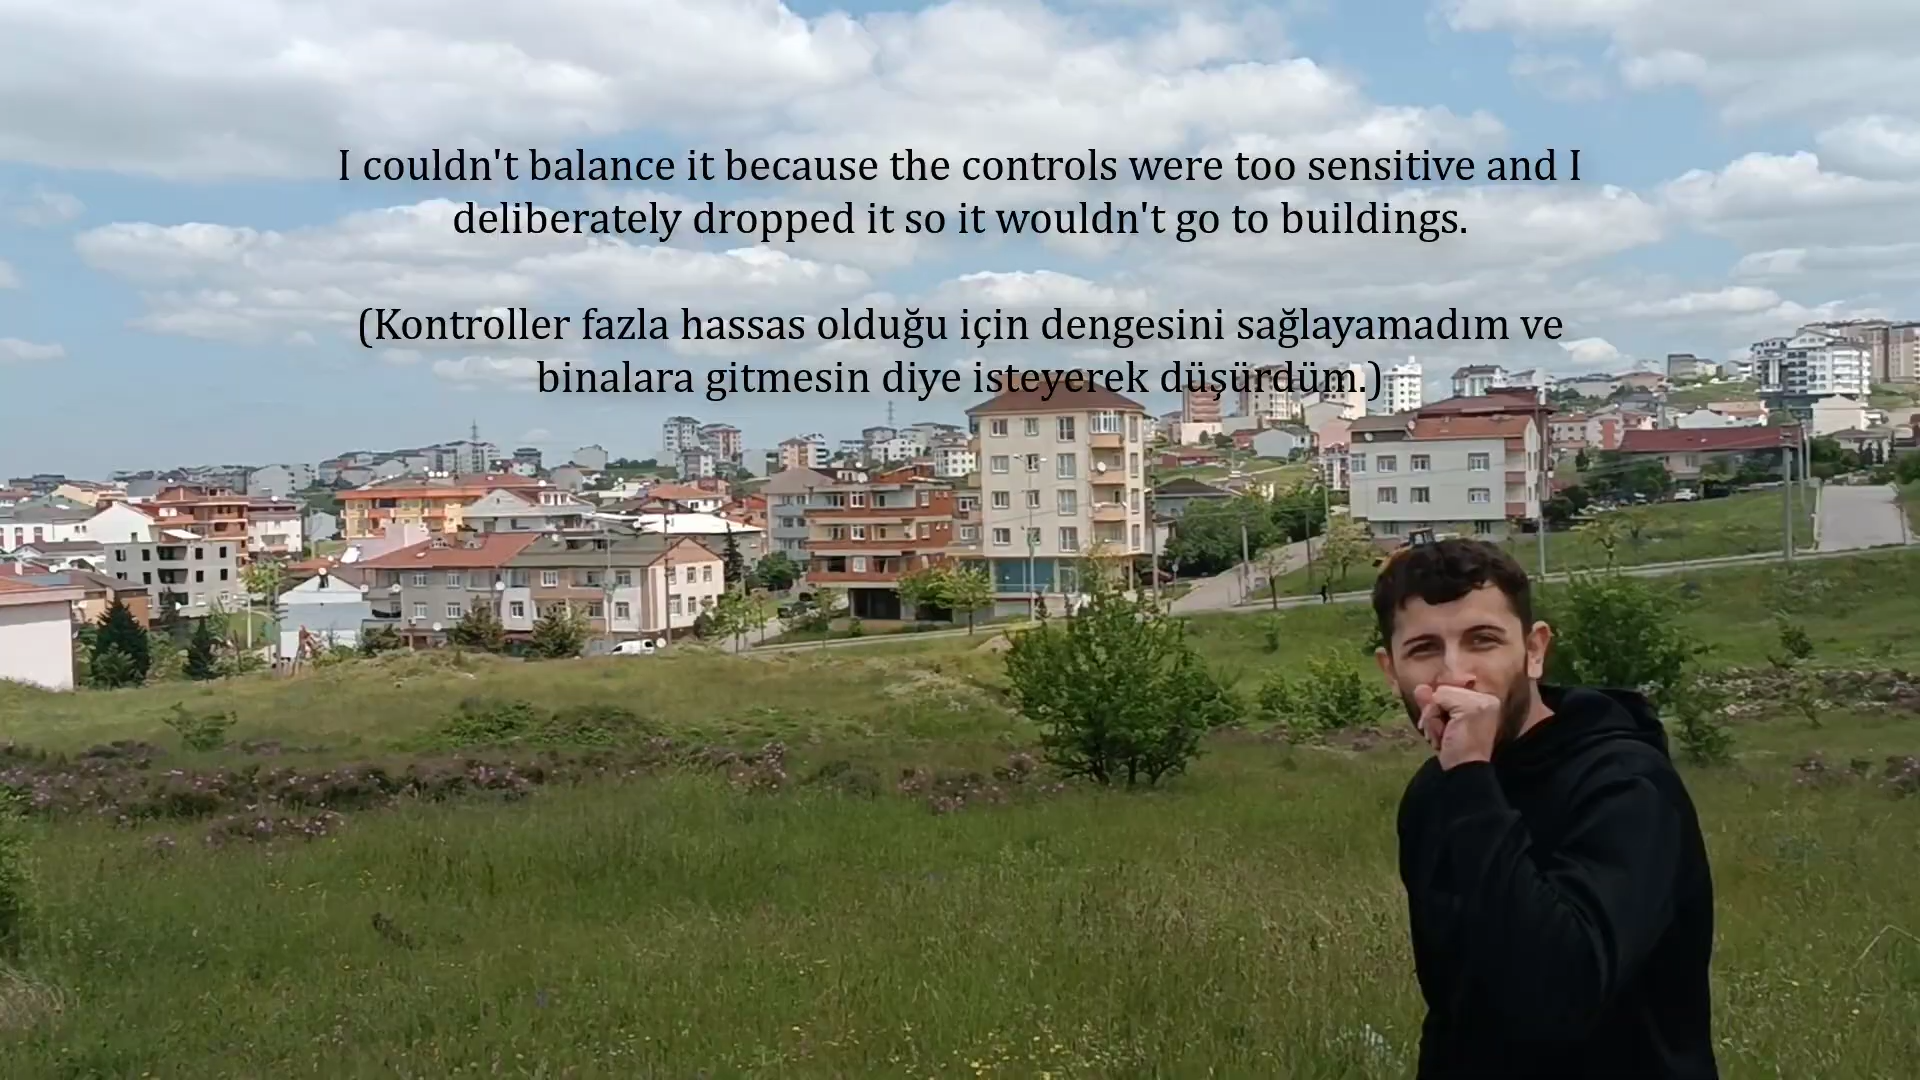 I couldn't balance it because the controls were too sensitive and I
deliberately dropped it so it wouldn't go to buildings.
(Kontroller fazla hassas olduğu için dengesini sağlayamadım ve
binalara gitmesin diye isteyerek düşürdüm.)